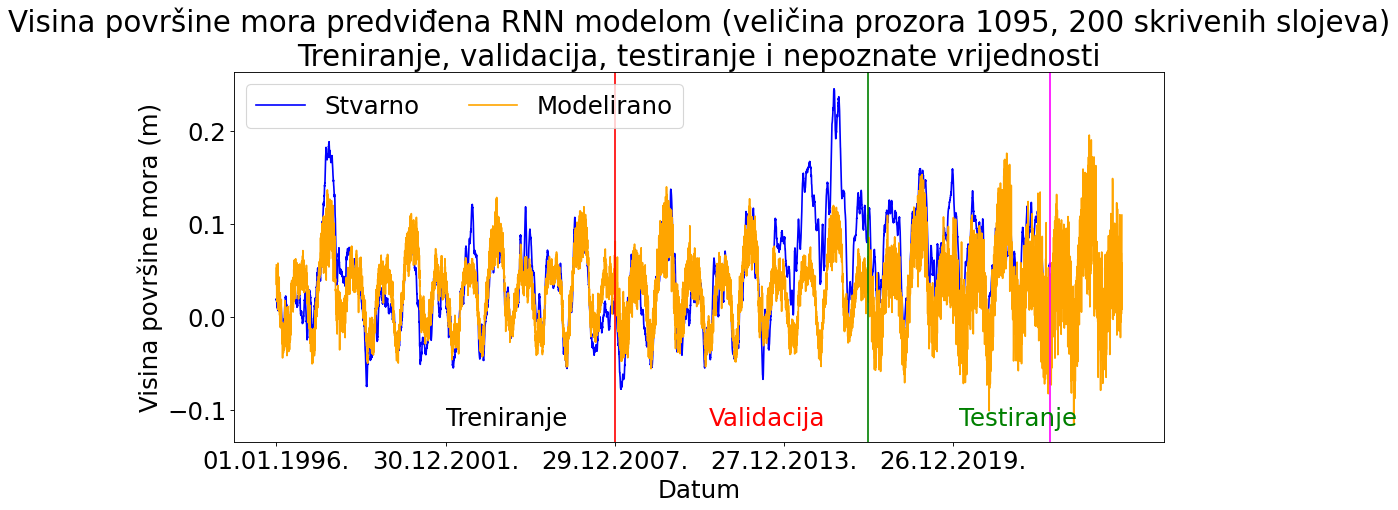 Visina površine mora predviđena RNN modelom (veličina prozora 1095, 200 skrivenih slojeva)
Treniranje, validacija, testiranje i nepoznate vrijednosti
Stvarno
Modelirano
Visina površine mora (m)
0.2
0.1
0.0
−0.1
Treniranje
Validacija
Testiranje
01.01.1996.
30.12.2001.
29.12.2007.
27.12.2013.
26.12.2019.
Datum